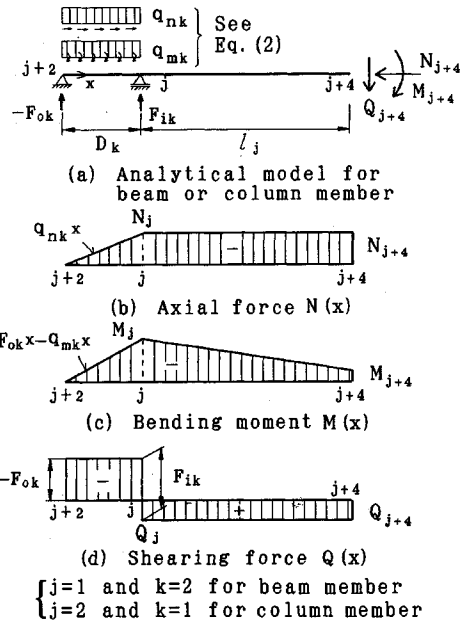 q_nk
q_mk
See
Eq.(2)
j+2
x
j
j+4
N_j+4
M_j+4
Q_j+4
-F_ok
F_ik
D_k
l_j
(a) Analytical model for
beam or column member
N_j
q_nk x
j+2
j
j+4
N_j+4
−
(b) Axial force N(x)
M_j
F_ok x-q_mk x
j+2
j
j+4
M_j+4
−
(c) Bending moment M(x)
-F_ok
−
F_ik
j+2
j
j+4
Q_j
+
Q_j+4
(d) Shearing force Q(x)
j=1 and k=2 for beam member
j=2 and k=1 for column member